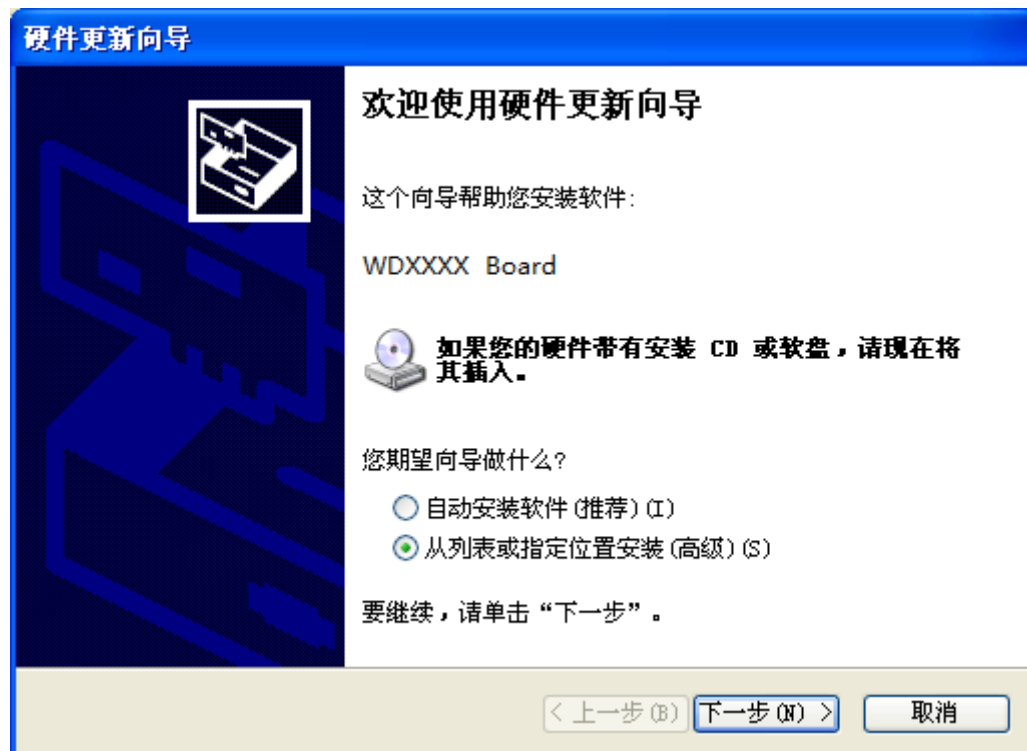 硬件更新向导
欢迎使用硬件更新向导
这个向导帮助您安装软件:
WDXXXX Board
如果您的硬件带有安装 CD 或软盘，请现在将
其插入。
您期望向导做什么?
自动安装软件(推荐)(I)
从列表或指定位置安装(高级)(S)
要继续，请单击“下一步”。
< 上一步(B) 下一步(N) > 取消